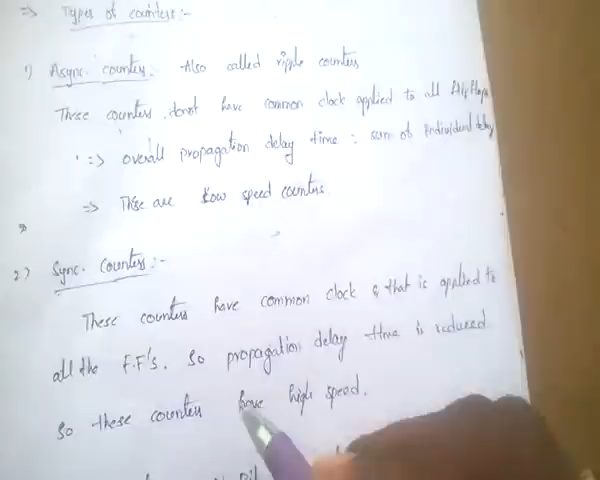 => Types of counters:-
1) Async. counters. Also called ripple counters
These counters donot have common clock applied to all flip flops
=> overall propagation delay time : sum of individual delay
=> These are slow speed counters.
2) Sync. counters:-
These counters have common clock & that is applied to
all the F.F's. So propagation delay time is reduced.
So these counters have high speed.